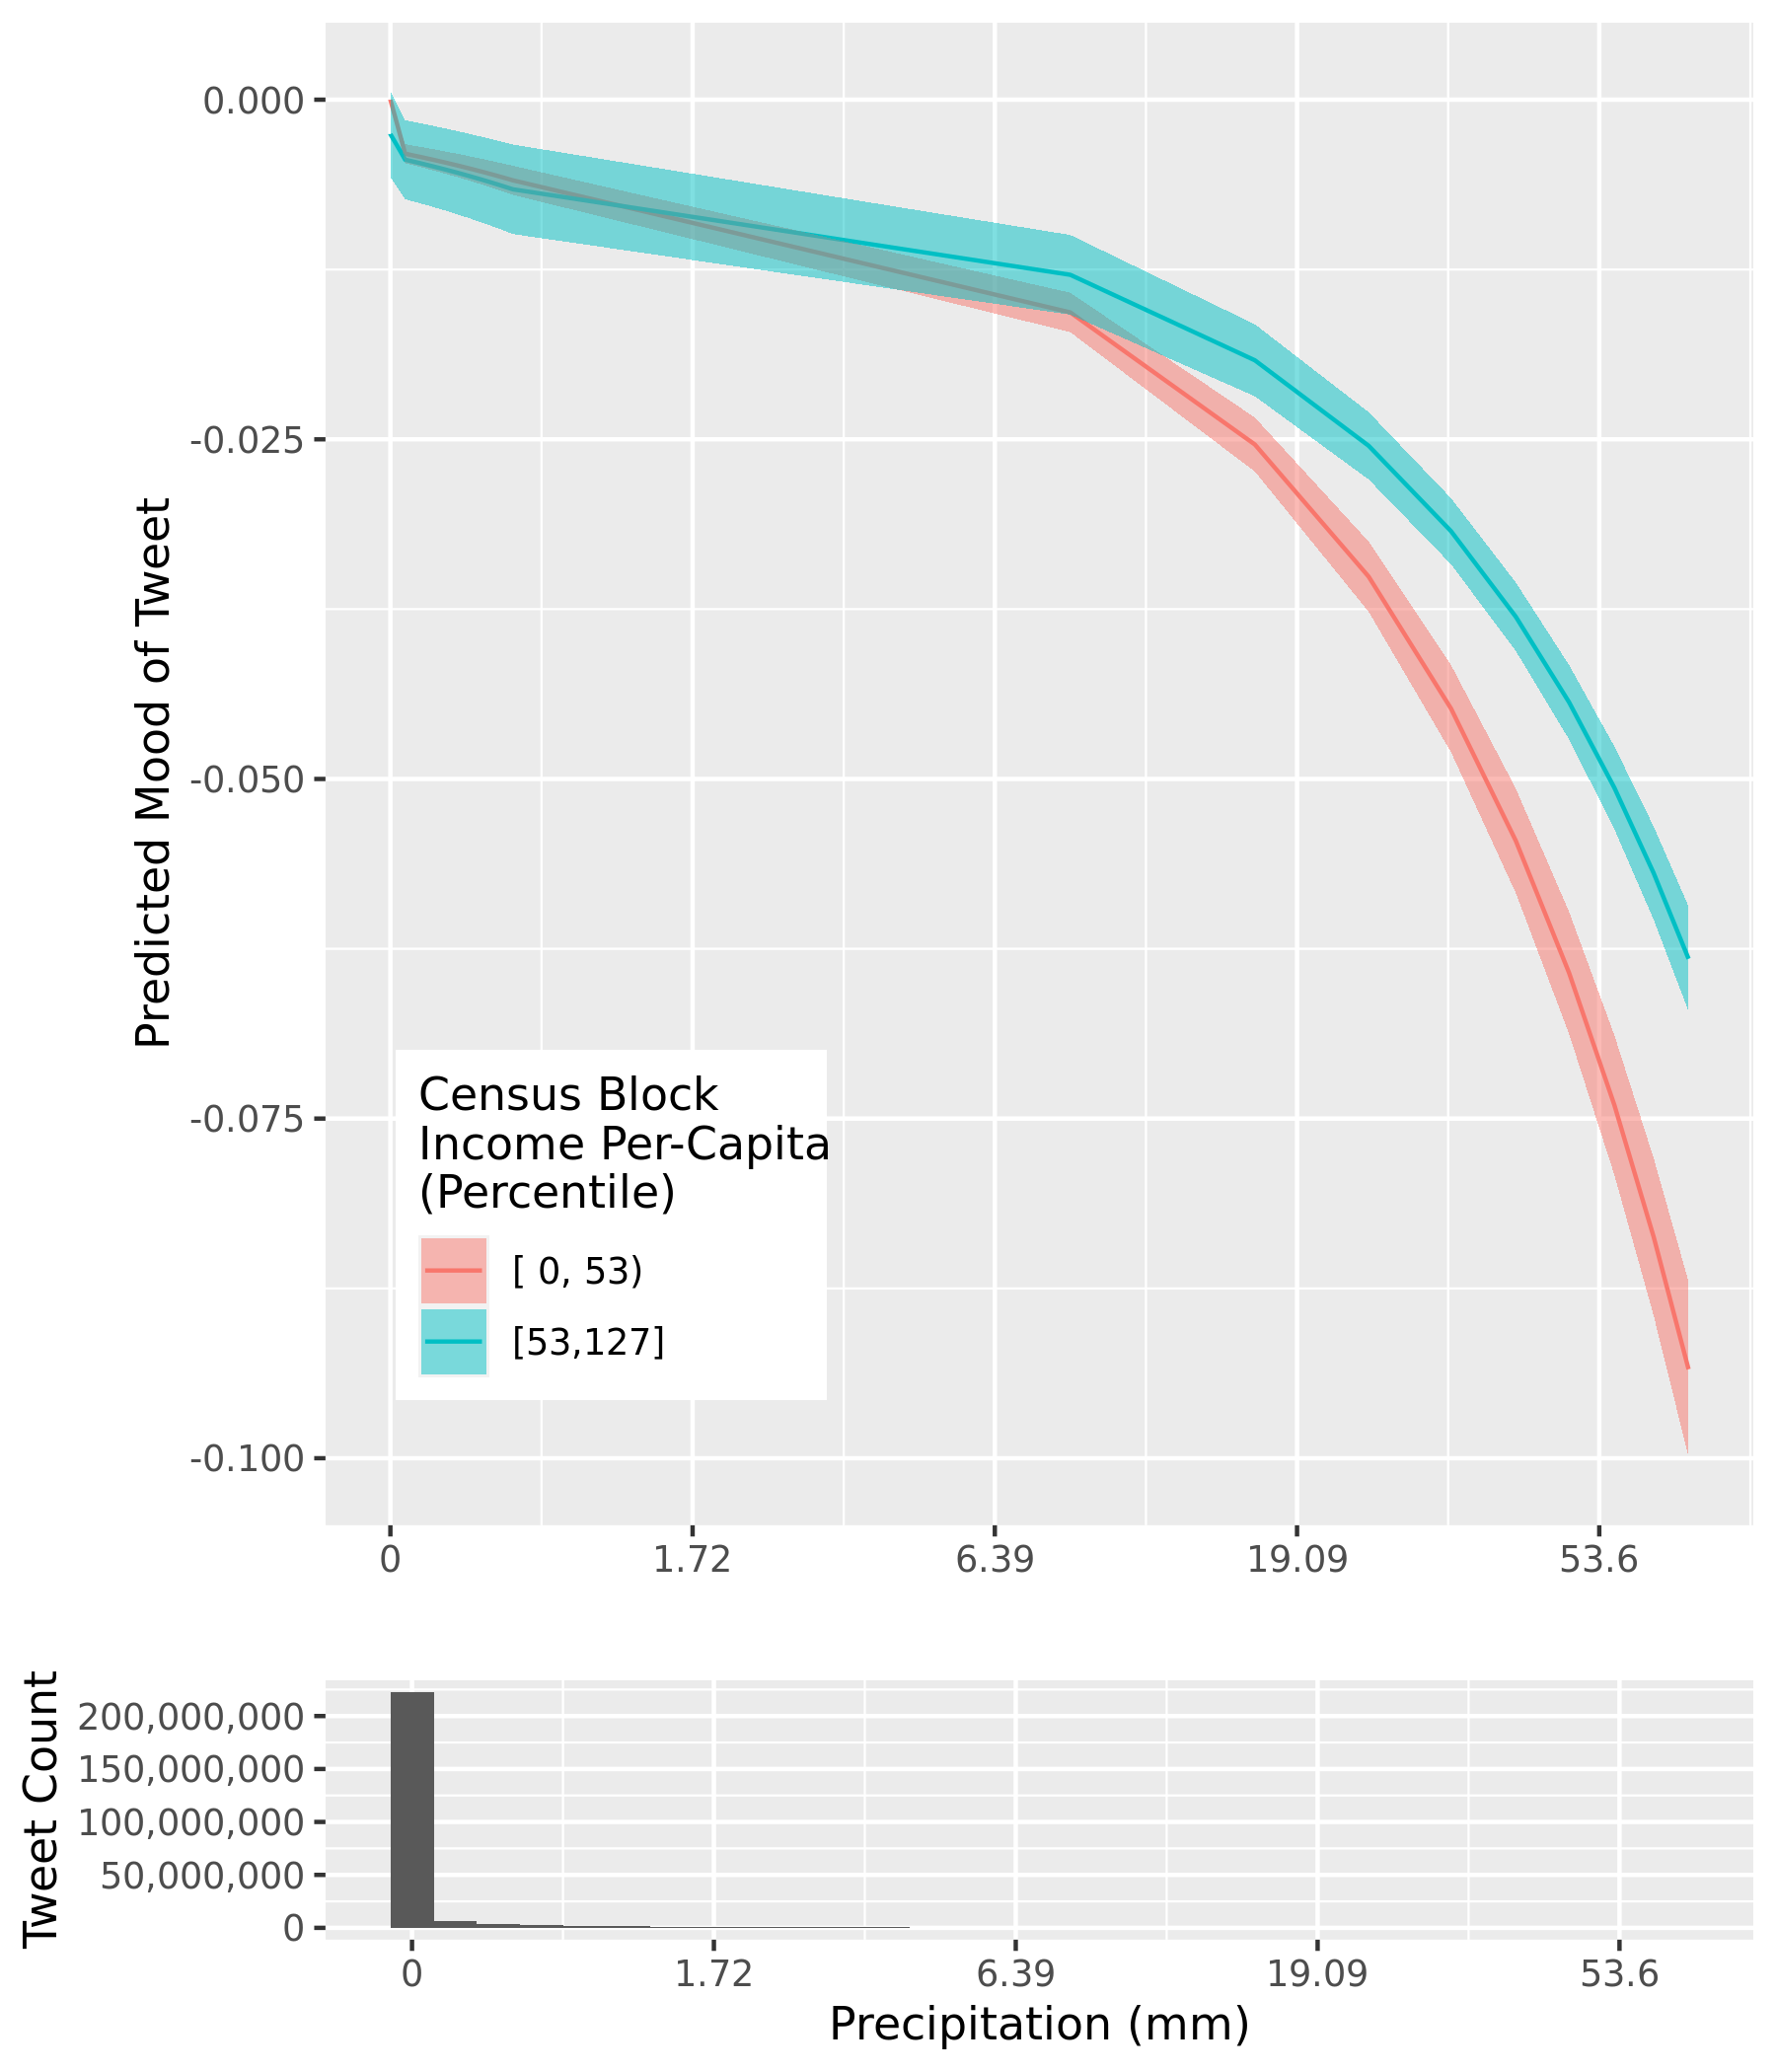 0.000
-0.025
-0.050
-0.075
-0.100
Predicted Mood of Tweet
Census Block
Income Per-Capita
(Percentile)
[ 0, 53)
[53,127]
0 1.72 6.39 19.09 53.6
Tweet Count
200,000,000
150,000,000
100,000,000
50,000,000
0
0 1.72 6.39 19.09 53.6
Precipitation (mm)